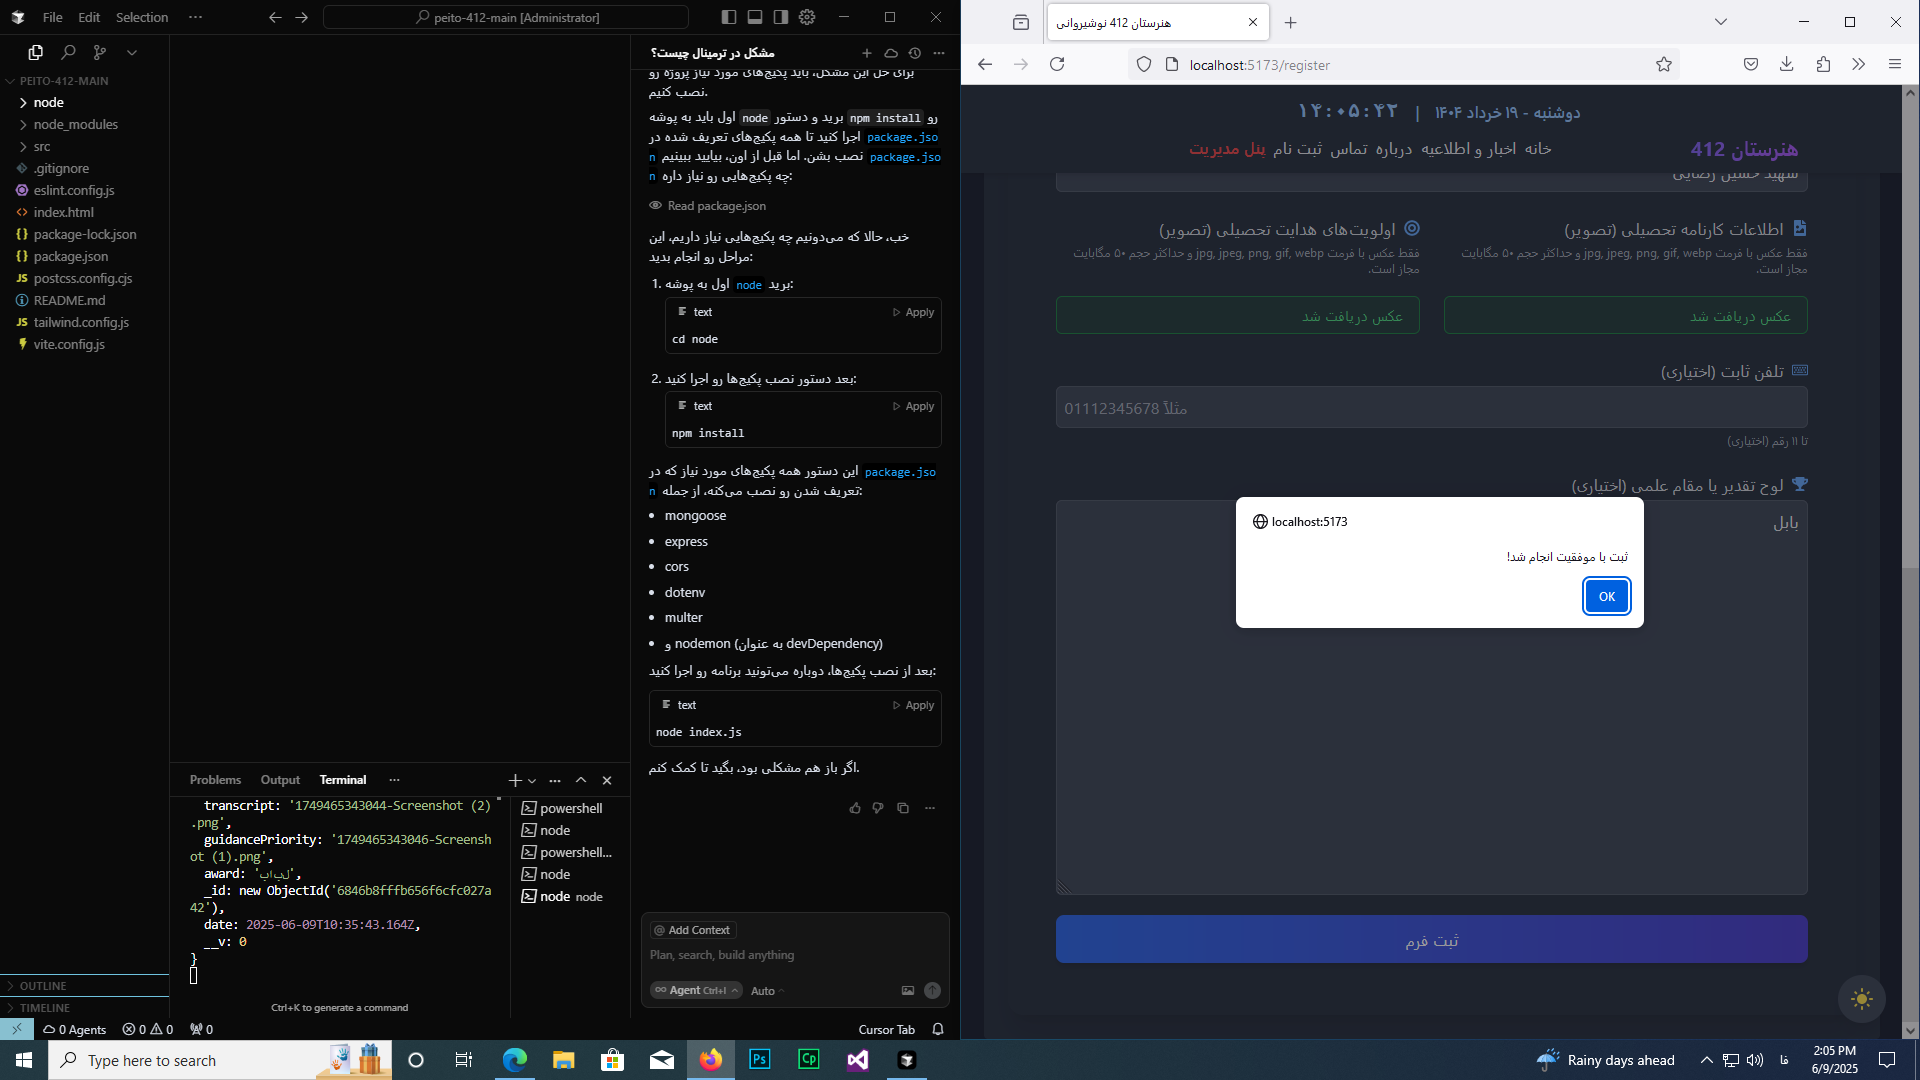 File Edit Selection ···
peito-412-main [Administrator]
PEITO-412-MAIN
node
node_modules
src
.gitignore
eslint.config.js
index.html
package-lock.json
package.json
postcss.config.cjs
README.md
tailwind.config.js
vite.config.js
OUTLINE
TIMELINE
مشکل در ترمینال چیست؟
برای حل این مشکل، باید پکیج‌های مورد نیاز پروژه رو
نصب کنیم.
رو npm install برید و دستور node اول باید به پوشه
اجرا کنید تا همه پکیج‌های تعریف شده در package.jso
n نصب بشن. اما قبل از اون، بیایید ببینیم package.jso
n چه پکیج‌هایی رو نیاز داره:
Read package.json
خب، حالا که می‌دونیم چه پکیج‌هایی نیاز داریم، این
مراحل رو انجام بدید:
1. اول به پوشه node برید:
text Apply
cd node
2. بعد دستور نصب پکیج‌ها رو اجرا کنید:
text Apply
npm install
این دستور همه پکیج‌های مورد نیاز که در package.jso
n تعریف شدن رو نصب می‌کنه، از جمله:
• mongoose
• express
• cors
• dotenv
• multer
• و nodemon (به عنوان devDependency)
بعد از نصب پکیج‌ها، دوباره می‌تونید برنامه رو اجرا کنید:
text Apply
node index.js
اگر باز هم مشکلی بود، بگید تا کمک کنم.
@ Add Context
Plan, search, build anything
Agent Ctrl+I Auto
Problems Output Terminal ···
transcript: '1749465343044-Screenshot (2)
.png',
guidancePriority: '1749465343046-Screensh
ot (1).png',
award: 'بابل',
_id: new ObjectId('6846b8fffb656f6cfc027a
42'),
date: 2025-06-09T10:35:43.164Z,
__v: 0
}
Ctrl+K to generate a command
powershell
node
powershell...
node
node node
0 Agents 0 0 0
Cursor Tab
هنرستان 412 نوشیروانی
localhost:5173/register
دوشنبه - ۱۹ خرداد ۱۴۰۴ | ۱۴:۰۵:۴۲
هنرستان 412
خانه اخبار و اطلاعیه درباره تماس ثبت نام پنل مدیریت
شهید حسین رضایی
اطلاعات کارنامه تحصیلی (تصویر)
فقط عکس با فرمت jpg, jpeg, png, gif, webp و حداکثر حجم ۵۰ مگابایت
مجاز است.
عکس دریافت شد
اولویت‌های هدایت تحصیلی (تصویر)
فقط عکس با فرمت jpg, jpeg, png, gif, webp و حداکثر حجم ۵۰ مگابایت
مجاز است.
عکس دریافت شد
تلفن ثابت (اختیاری)
مثلاً 01112345678
تا ۱۱ رقم (اختیاری)
لوح تقدیر یا مقام علمی (اختیاری)
بابل
localhost:5173
ثبت با موفقیت انجام شد!
OK
ثبت فرم
Type here to search
Ps
Cp
Rainy days ahead
فا
2:05 PM
6/9/2025